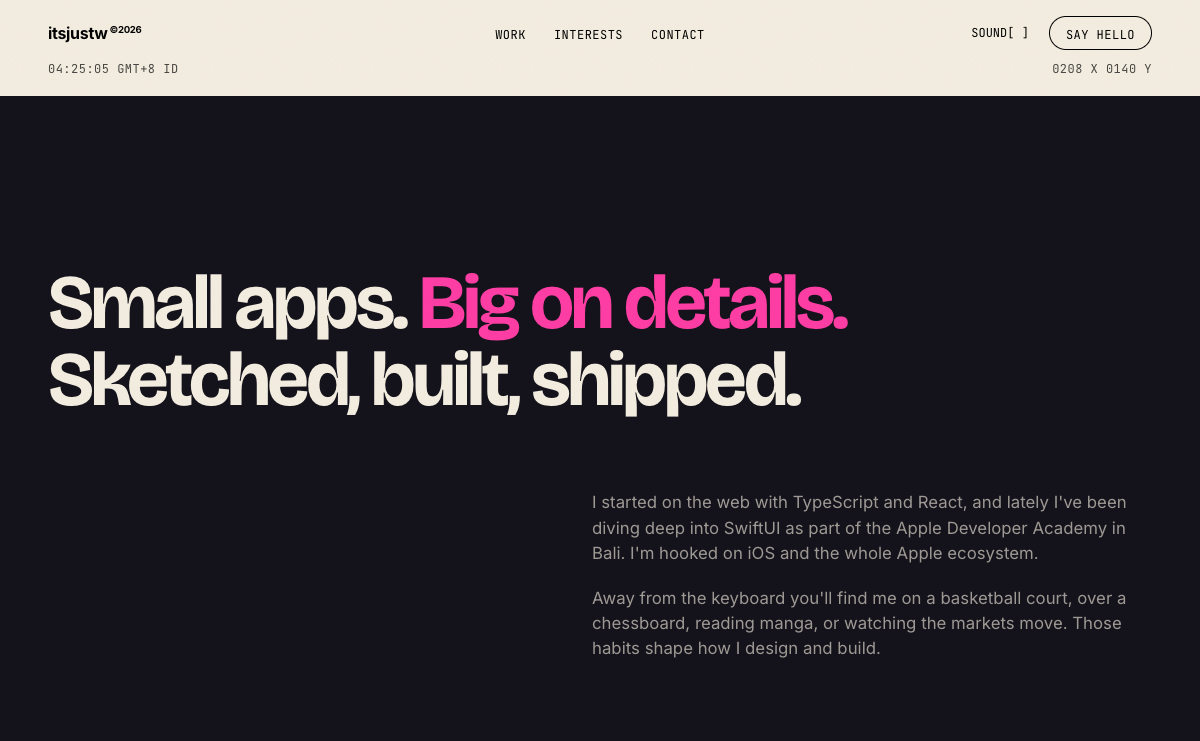 itsjustw ©2026
WORK INTERESTS CONTACT
SOUND[ ] SAY HELLO
04:25:05 GMT+8 ID
0208 X 0140 Y
Small apps. Big on details.
Sketched, built, shipped.
I started on the web with TypeScript and React, and lately I've been
diving deep into SwiftUI as part of the Apple Developer Academy in
Bali. I'm hooked on iOS and the whole Apple ecosystem.
Away from the keyboard you'll find me on a basketball court, over a
chessboard, reading manga, or watching the markets move. Those
habits shape how I design and build.